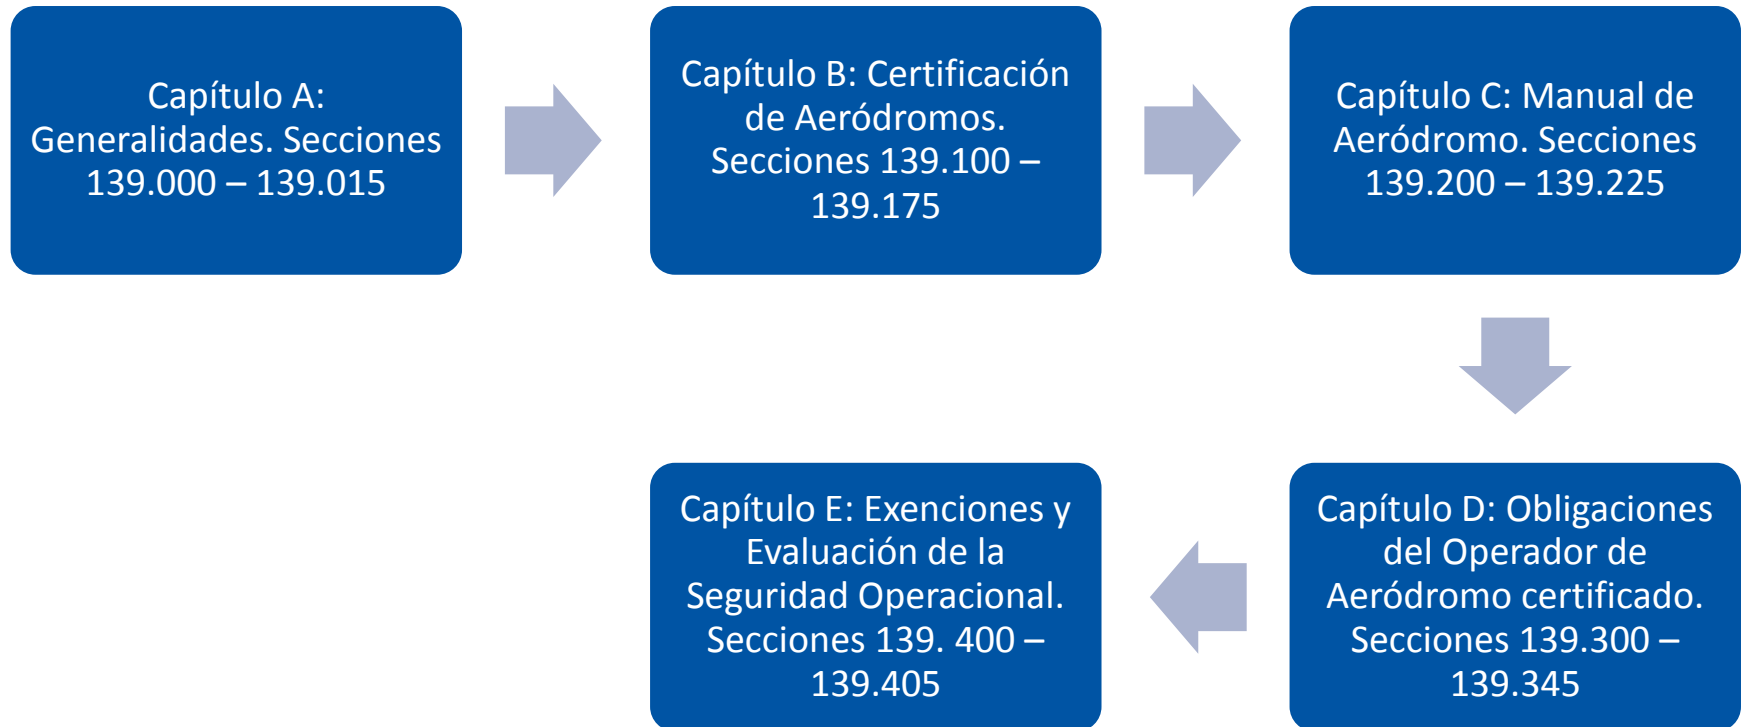 Capítulo A:
Generalidades. Secciones
139.000 – 139.015
Capítulo B: Certificación
de Aeródromos.
Secciones 139.100 –
139.175
Capítulo C: Manual de
Aeródromo. Secciones
139.200 – 139.225
Capítulo D: Obligaciones
del Operador de
Aeródromo certificado.
Secciones 139.300 –
139.345
Capítulo E: Exenciones y
Evaluación de la
Seguridad Operacional.
Secciones 139. 400 –
139.405